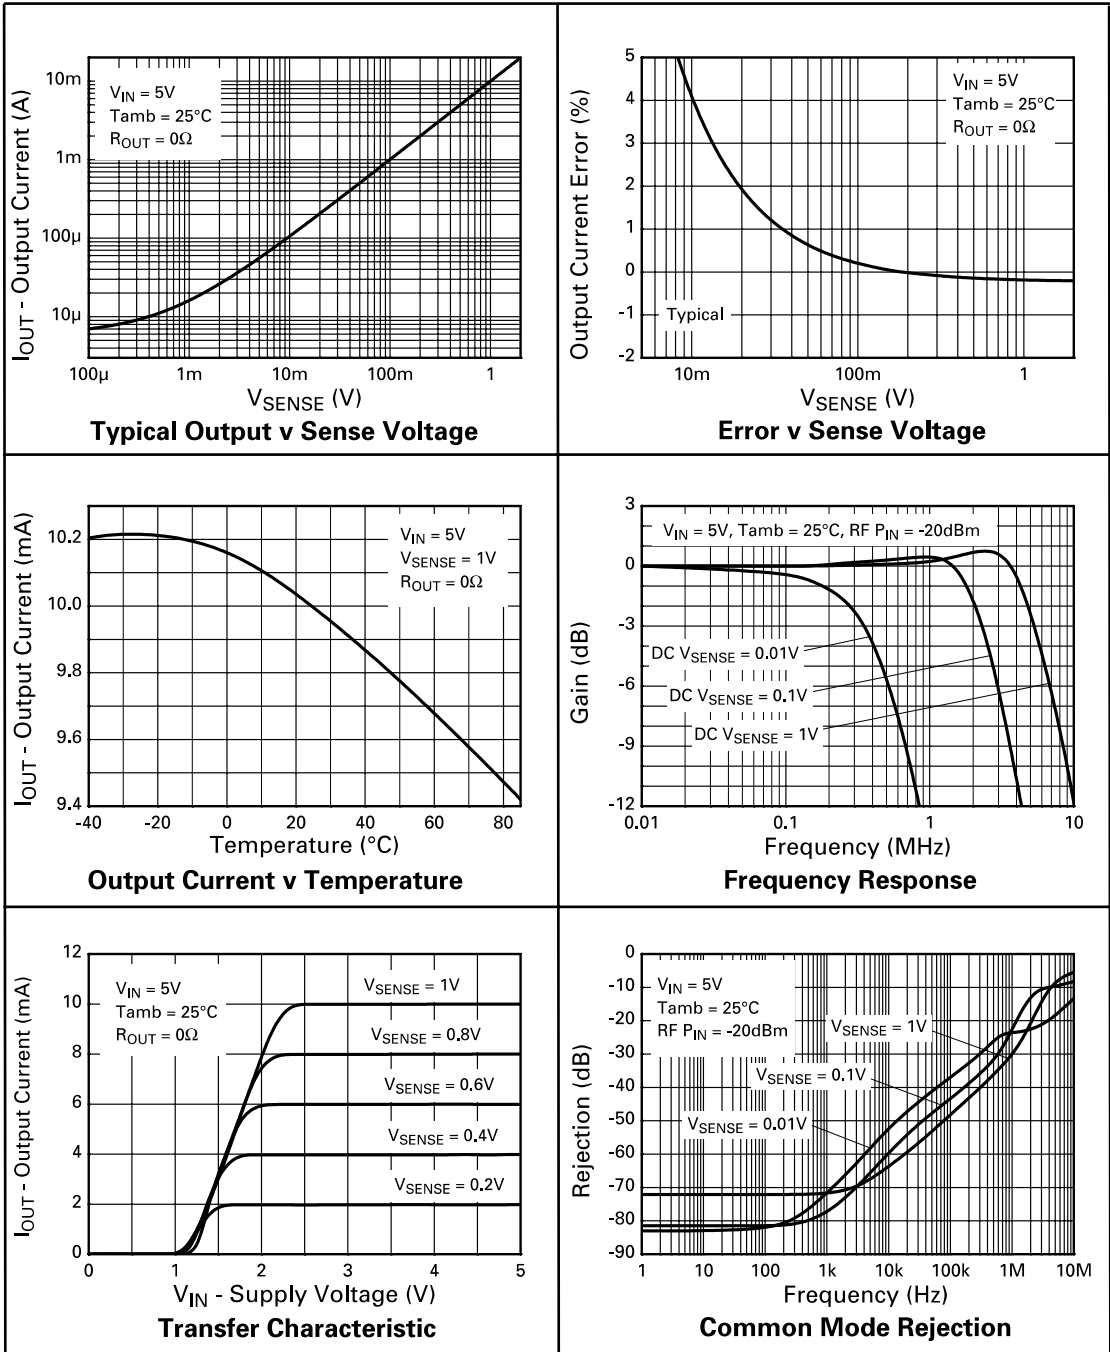 10m
1m
100µ
10µ
I_OUT - Output Current (A)
V_IN = 5V
Tamb = 25°C
R_OUT = 0Ω
100µ 1m 10m 100m 1
V_SENSE (V)
Typical Output v Sense Voltage
5
4
3
2
1
0
-1
-2
Output Current Error (%)
V_IN = 5V
Tamb = 25°C
R_OUT = 0Ω
Typical
10m 100m 1
V_SENSE (V)
Error v Sense Voltage
10.2
10.0
9.8
9.6
9.4
I_OUT - Output Current (mA)
V_IN = 5V
V_SENSE = 1V
R_OUT = 0Ω
-40 -20 0 20 40 60 80
Temperature (°C)
Output Current v Temperature
3
0
-3
-6
-9
-12
Gain (dB)
V_IN = 5V, Tamb = 25°C, RF P_IN = -20dBm
DC V_SENSE = 0.01V
DC V_SENSE = 0.1V
DC V_SENSE = 1V
0.01 0.1 1 10
Frequency (MHz)
Frequency Response
12
10
8
6
4
2
0
I_OUT - Output Current (mA)
V_IN = 5V
Tamb = 25°C
R_OUT = 0Ω
V_SENSE = 1V
V_SENSE = 0.8V
V_SENSE = 0.6V
V_SENSE = 0.4V
V_SENSE = 0.2V
0 1 2 3 4 5
V_IN - Supply Voltage (V)
Transfer Characteristic
0
-10
-20
-30
-40
-50
-60
-70
-80
-90
Rejection (dB)
V_IN = 5V
Tamb = 25°C
RF P_IN = -20dBm
V_SENSE = 1V
V_SENSE = 0.1V
V_SENSE = 0.01V
1 10 100 1k 10k 100k 1M 10M
Frequency (Hz)
Common Mode Rejection